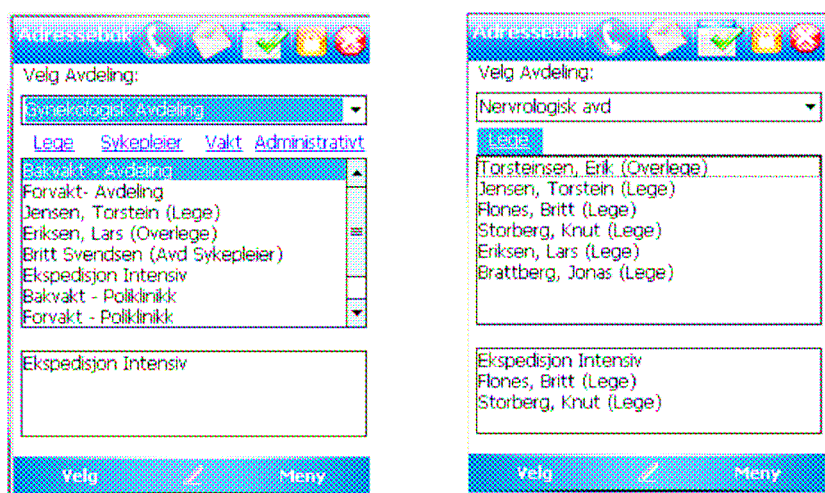 Adressebok
Velg Avdeling:
Gynekologisk Avdeling
Lege Sykepleier Vakt Administrativt
Bakvakt - Avdeling
Forvakt- Avdeling
Jensen, Torstein (Lege)
Eriksen, Lars (Overlege)
Britt Svendsen (Avd Sykepleier)
Ekspedisjon Intensiv
Bakvakt - Poliklinikk
Forvakt - Poliklinikk
Ekspedisjon Intensiv
Velg Meny
Adressebok
Velg Avdeling:
Nervrologisk avd
Lege
Torsteinsen, Erik (Overlege)
Jensen, Torstein (Lege)
Flones, Britt (Lege)
Storberg, Knut (Lege)
Eriksen, Lars (Lege)
Brattberg, Jonas (Lege)
Ekspedisjon Intensiv
Flones, Britt (Lege)
Storberg, Knut (Lege)
Velg Meny